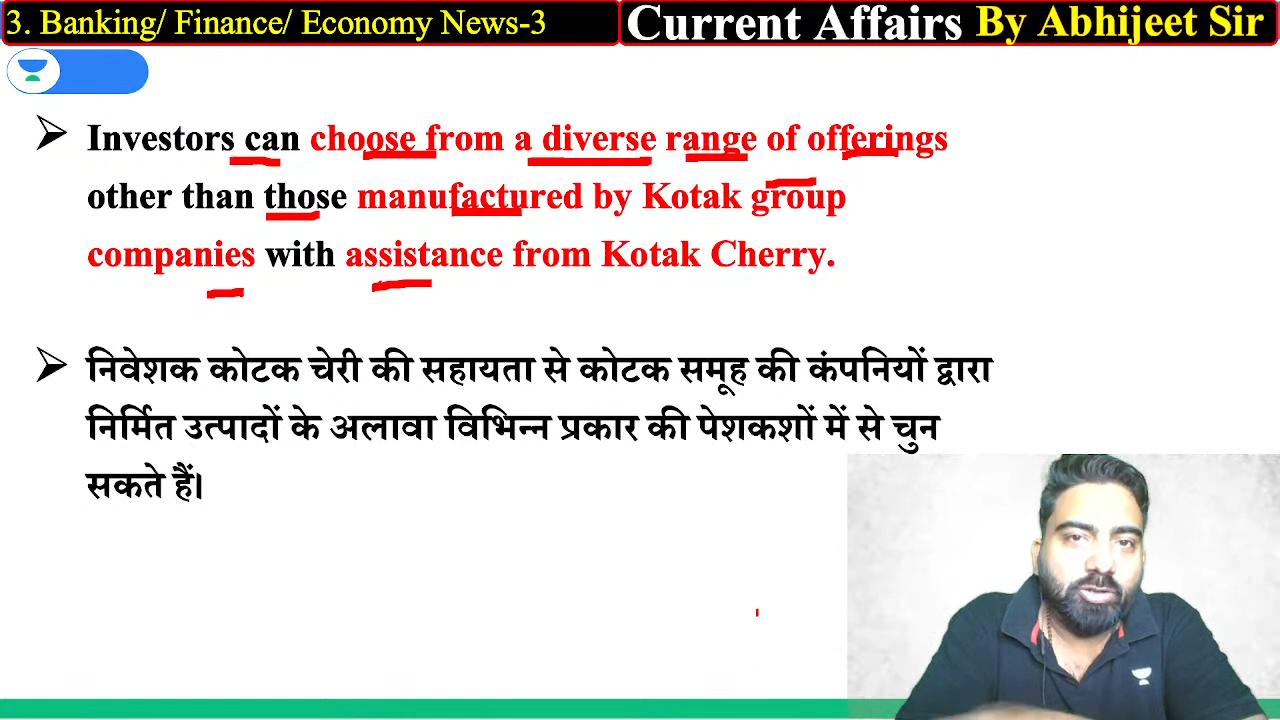 3. Banking/ Finance/ Economy News-3
Current Affairs By Abhijeet Sir
Investors can choose from a diverse range of offerings
other than those manufactured by Kotak group
companies with assistance from Kotak Cherry.
निवेशक कोटक चेरी की सहायता से कोटक समूह की कंपनियों द्वारा
निर्मित उत्पादों के अलावा विभिन्न प्रकार की पेशकशों में से चुन
सकते हैं।